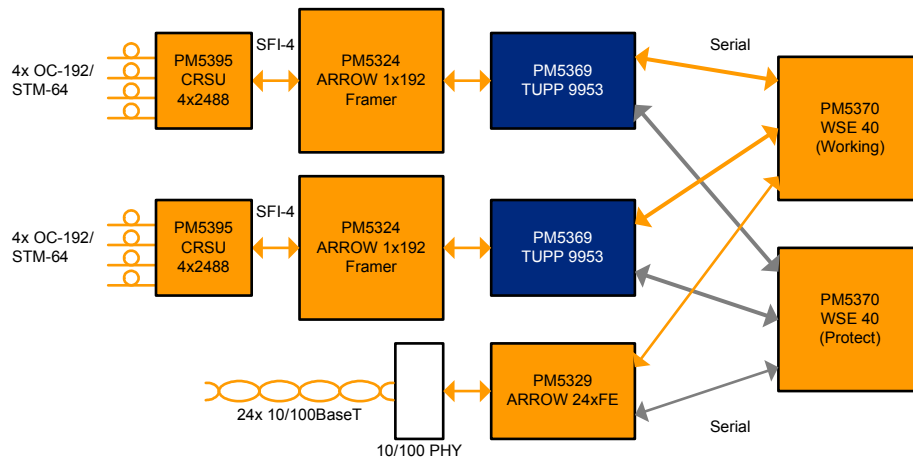 4x OC-192/
STM-64
PM5395
CRSU
4x2488
SFI-4
PM5324
ARROW 1x192
Framer
PM5369
TUPP 9953
Serial
PM5370
WSE 40
(Working)
4x OC-192/
STM-64
PM5395
CRSU
4x2488
SFI-4
PM5324
ARROW 1x192
Framer
PM5369
TUPP 9953
PM5370
WSE 40
(Protect)
24x 10/100BaseT
10/100 PHY
PM5329
ARROW 24xFE
Serial